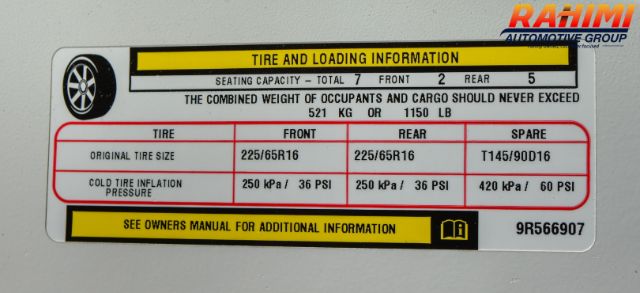 RAHIMI
AUTOMOTIVE GROUP
TIRE AND LOADING INFORMATION
SEATING CAPACITY – TOTAL 7 FRONT 2 REAR 5
THE COMBINED WEIGHT OF OCCUPANTS AND CARGO SHOULD NEVER EXCEED
521 KG OR 1150 LB
TIRE FRONT REAR SPARE
ORIGINAL TIRE SIZE 225/65R16 225/65R16 T145/90D16
COLD TIRE INFLATION PRESSURE 250 kPa / 36 PSI 250 kPa / 36 PSI 420 kPa / 60 PSI
SEE OWNERS MANUAL FOR ADDITIONAL INFORMATION 9R566907